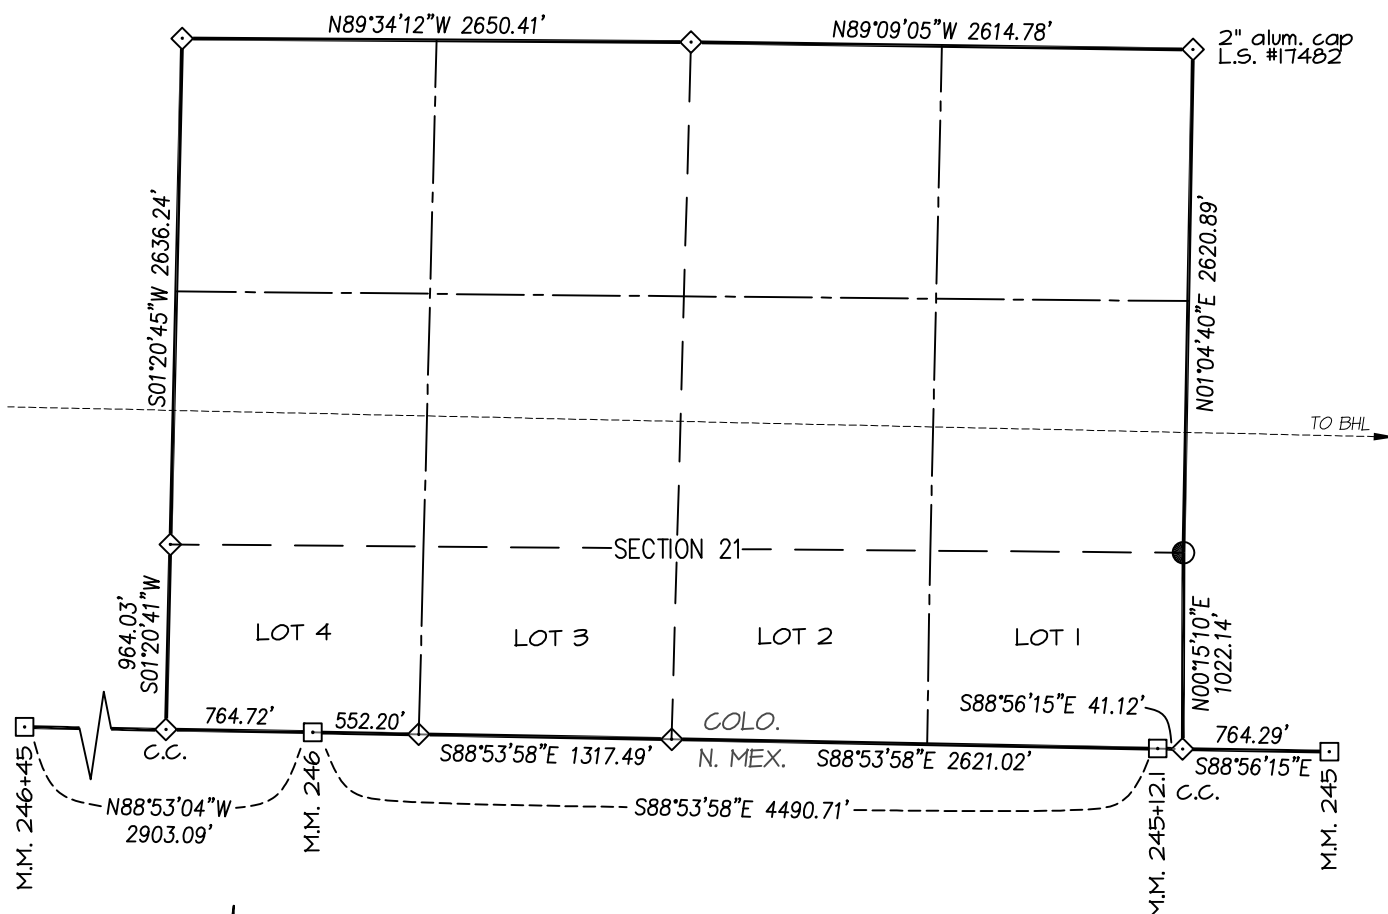 N89°34'12"W 2650.41'
N89°09'05"W 2614.78'
2" alum. cap
L.S. #17482
S01°20'45"W 2636.24'
N01°04'40"E 2620.89'
TO BHL
SECTION 21
964.03'
S01°20'41"W
LOT 4
LOT 3
LOT 2
LOT 1
N00°15'10"E
1022.14'
S88°56'15"E 41.12'
764.72'
552.20'
COLO.
N. MEX.
764.29'
S88°56'15"E
C.C.
S88°53'58"E 1317.49'
S88°53'58"E 2621.02'
C.C.
M.M. 246+45
N88°53'04"W
2903.09'
M.M. 246
S88°53'58"E 4490.71'
M.M. 245+12.1
M.M. 245